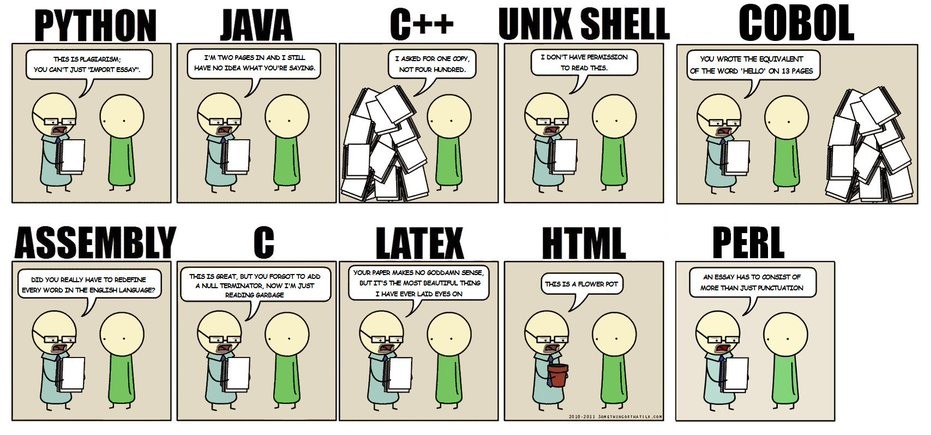 PYTHON
JAVA
C++
UNIX SHELL
COBOL
THIS IS PLAGIARISM;
YOU CAN'T JUST "IMPORT ESSAY".
I'M TWO PAGES IN AND I STILL
HAVE NO IDEA WHAT YOU'RE SAYING.
I ASKED FOR ONE COPY,
NOT FOUR HUNDRED.
I DON'T HAVE PERMISSION
TO READ THIS.
YOU WROTE THE EQUIVALENT
OF THE WORD 'HELLO' ON 13 PAGES
ASSEMBLY
C
LATEX
HTML
PERL
DID YOU REALLY HAVE TO REDEFINE
EVERY WORD IN THE ENGLISH LANGUAGE?
THIS IS GREAT, BUT YOU FORGOT TO ADD
A NULL TERMINATOR, NOW I'M JUST
READING GARBAGE
YOUR PAPER MAKES NO GODDAMN SENSE,
BUT IT'S THE MOST BEAUTIFUL THING
I HAVE EVER LAID EYES ON
THIS IS A FLOWER POT
AN ESSAY HAS TO CONSIST OF
MORE THAN JUST PUNCTUATION
2010-2011 SOMETHINGOFTHATILK.COM